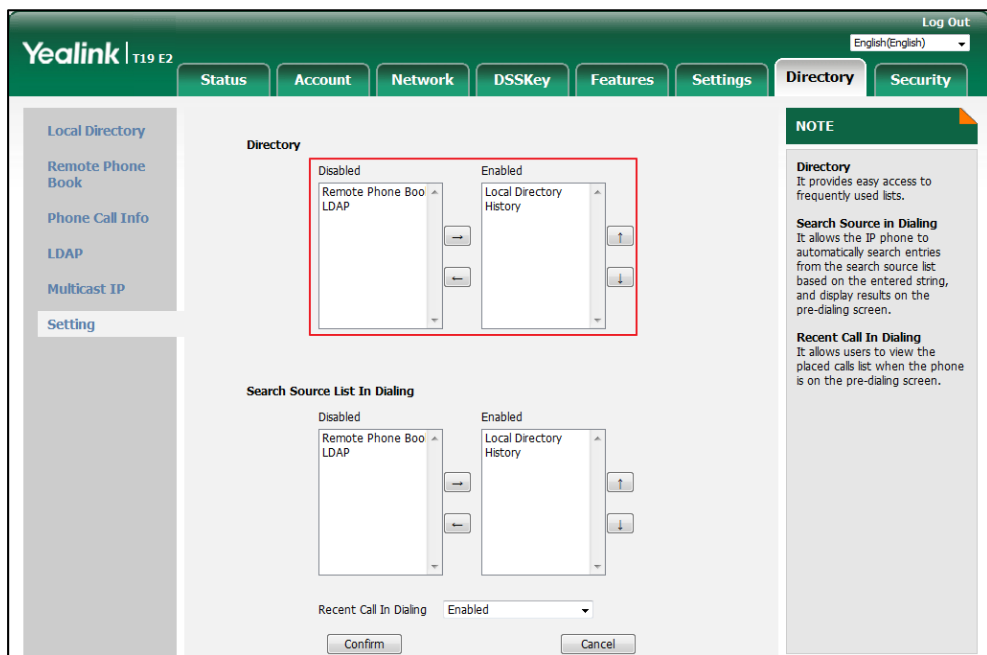 Log Out
Yealink T19 E2
English(English)
Status Account Network DSSKey Features Settings Directory Security
Local Directory
Remote Phone
Book
Phone Call Info
LDAP
Multicast IP
Setting
Directory
Disabled Enabled
Remote Phone Boo
LDAP
Local Directory
History
→ ↑
← ↓
Search Source List In Dialing
Disabled Enabled
Remote Phone Boo
LDAP
Local Directory
History
→ ↑
← ↓
Recent Call In Dialing Enabled
Confirm Cancel
NOTE
Directory
It provides easy access to
frequently used lists.
Search Source in Dialing
It allows the IP phone to
automatically search entries
from the search source list
based on the entered string,
and display results on the
pre-dialing screen.
Recent Call In Dialing
It allows users to view the
placed calls list when the phone
is on the pre-dialing screen.